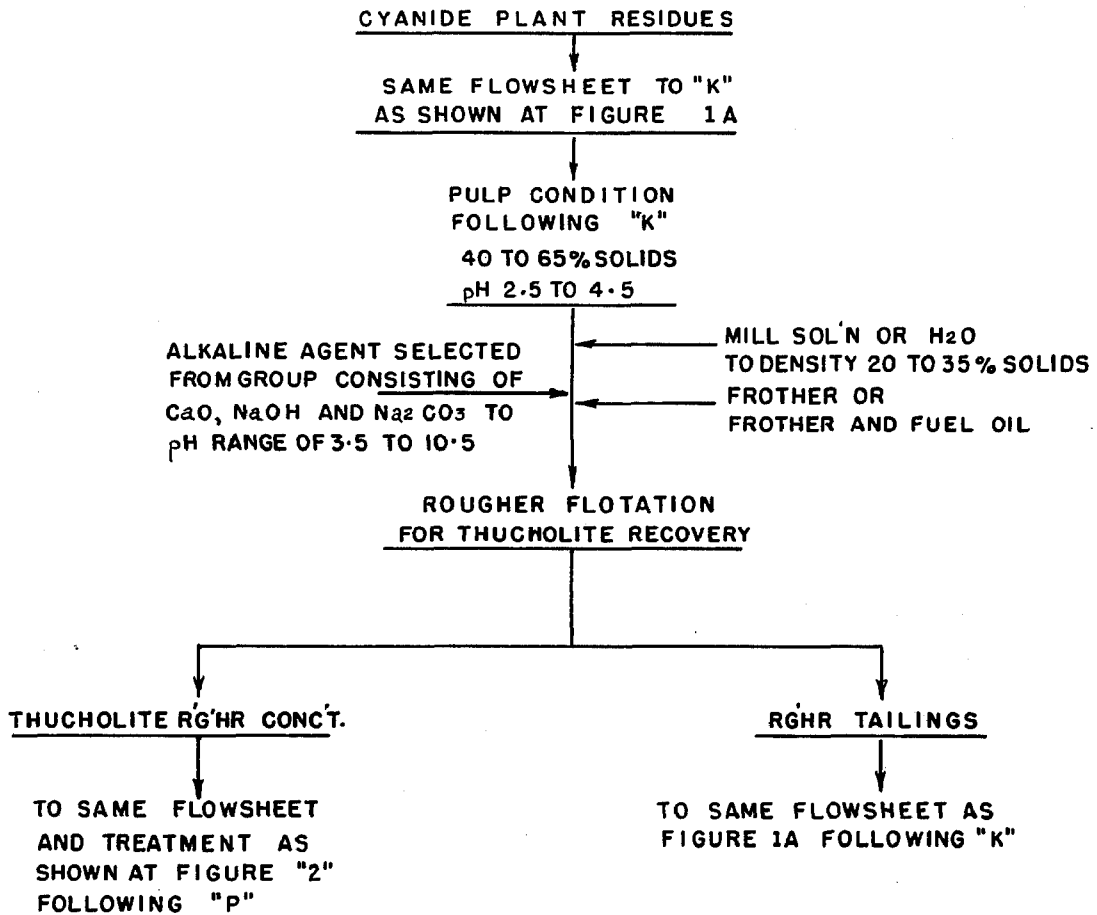 CYANIDE PLANT RESIDUES
SAME FLOWSHEET TO "K"
AS SHOWN AT FIGURE 1A
PULP CONDITION
FOLLOWING "K"
40 TO 65% SOLIDS
pH 2.5 TO 4.5
ALKALINE AGENT SELECTED
FROM GROUP CONSISTING OF
CaO, NaOH AND Na2 CO3 TO
pH RANGE OF 3.5 TO 10.5
MILL SOL'N OR H2O
TO DENSITY 20 TO 35% SOLIDS
FROTHER OR
FROTHER AND FUEL OIL
ROUGHER FLOTATION
FOR THUCHOLITE RECOVERY
THUCHOLITE R'G'HR CONC'T.
RG'HR TAILINGS
TO SAME FLOWSHEET
AND TREATMENT AS
SHOWN AT FIGURE "2"
FOLLOWING "P"
TO SAME FLOWSHEET AS
FIGURE 1A FOLLOWING "K"